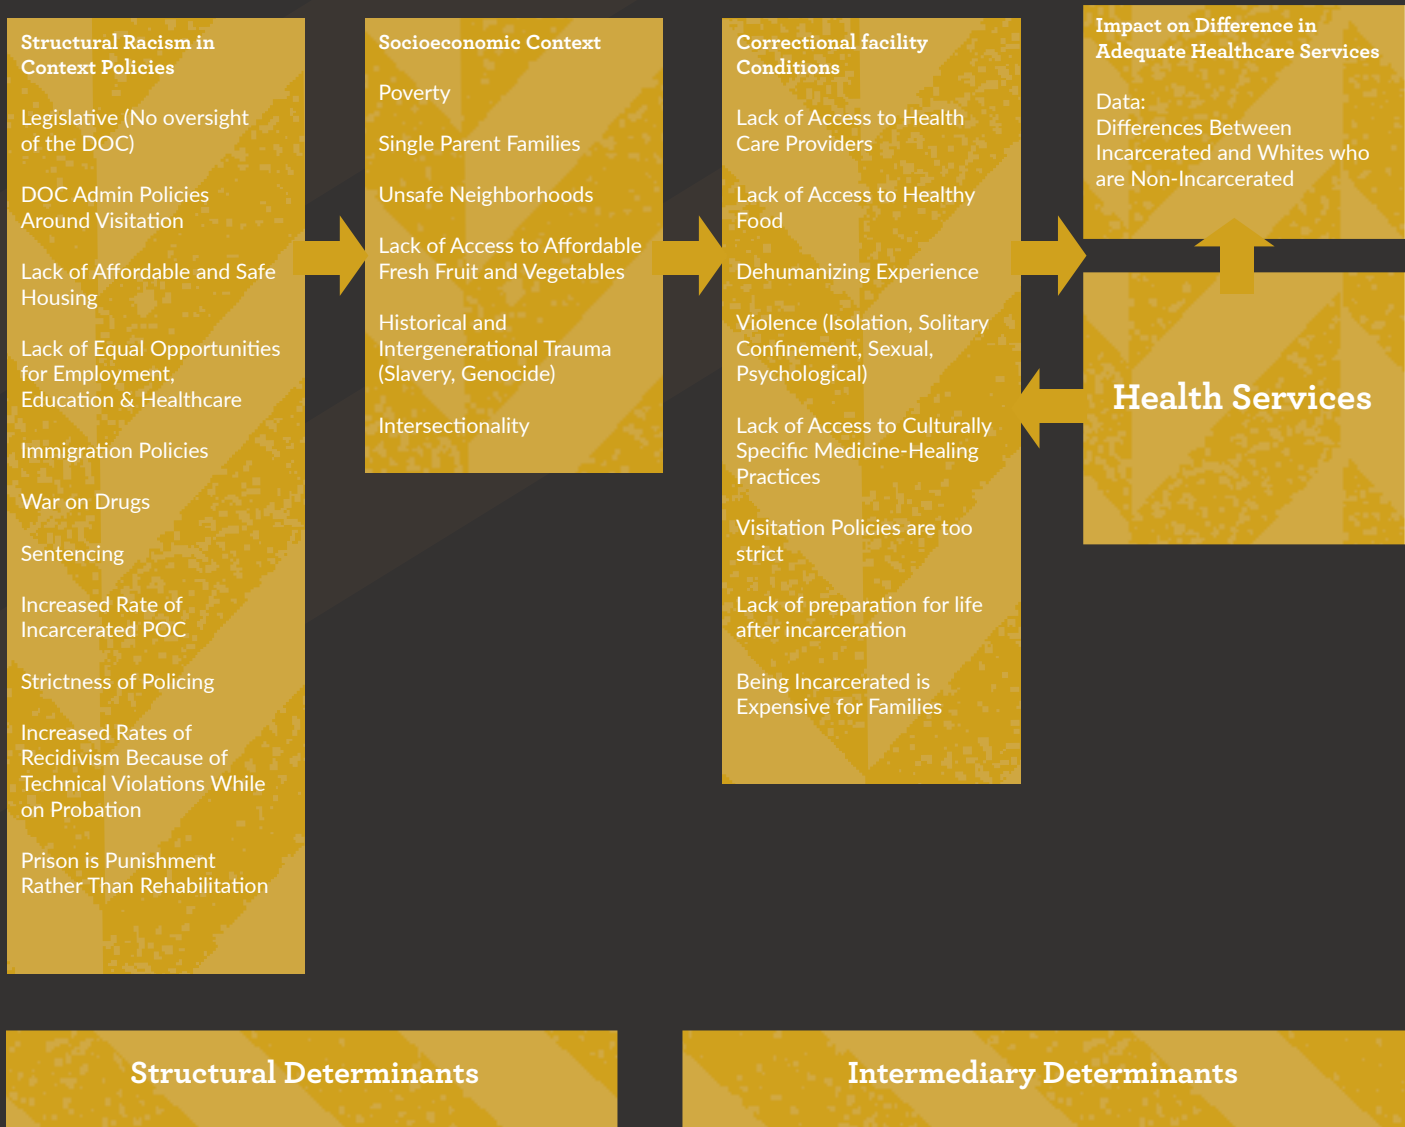 Structural Racism in
Context Policies
Legislative (No oversight
of the DOC)
DOC Admin Policies
Around Visitation
Lack of Affordable and Safe
Housing
Lack of Equal Opportunities
for Employment,
Education & Healthcare
Immigration Policies
War on Drugs
Sentencing
Increased Rate of
Incarcerated POC
Strictness of Policing
Increased Rates of
Recidivism Because of
Technical Violations While
on Probation
Prison is Punishment
Rather Than Rehabilitation
Socioeconomic Context
Poverty
Single Parent Families
Unsafe Neighborhoods
Lack of Access to Affordable
Fresh Fruit and Vegetables
Historical and
Intergenerational Trauma
(Slavery, Genocide)
Intersectionality
Correctional facility
Conditions
Lack of Access to Health
Care Providers
Lack of Access to Healthy
Food
Dehumanizing Experience
Violence (Isolation, Solitary
Confinement, Sexual,
Psychological)
Lack of Access to Culturally
Specific Medicine-Healing
Practices
Visitation Policies are too
strict
Lack of preparation for life
after incarceration
Being Incarcerated is
Expensive for Families
Impact on Difference in
Adequate Healthcare Services
Data:
Differences Between
Incarcerated and Whites who
are Non-Incarcerated
Health Services
Structural Determinants
Intermediary Determinants